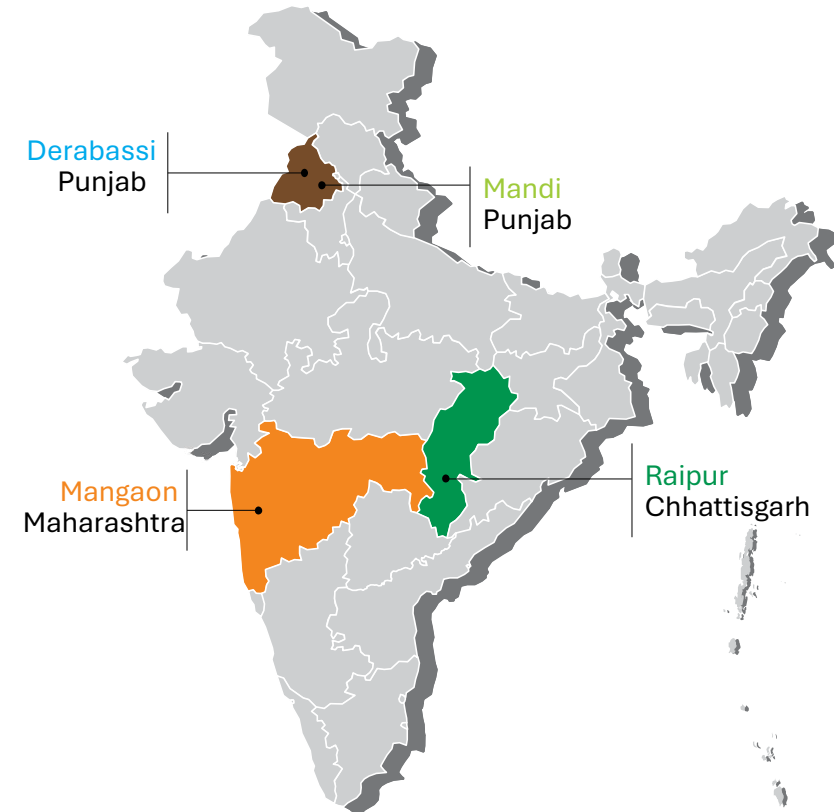 Derabassi
Punjab
Mandi
Punjab
Mangaon
Maharashtra
Raipur
Chhattisgarh